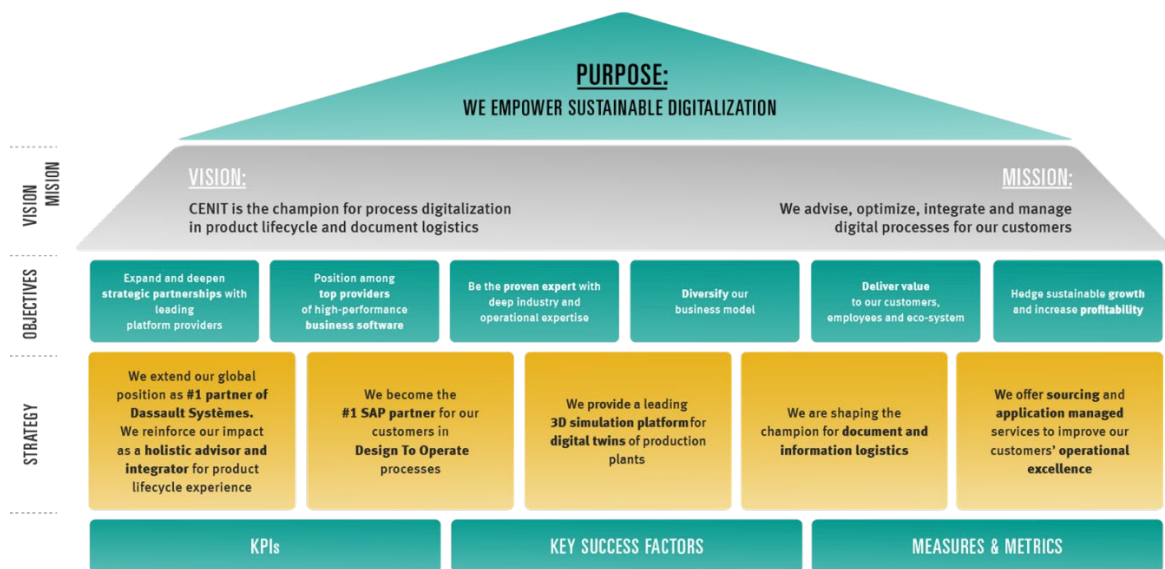 PURPOSE:
WE EMPOWER SUSTAINABLE DIGITALIZATION
VISION
MISION
VISION:
CENIT is the champion for process digitalization
in product lifecycle and document logistics
MISSION:
We advise, optimize, integrate and manage
digital processes for our customers
OBJECTIVES
Expand and deepen
strategic partnerships with
leading
platform providers
Position among
top providers
of high-performance
business software
Be the proven expert with
deep industry and
operational expertise
Diversify our
business model
Deliver value
to our customers,
employees and eco-system
Hedge sustainable growth
and increase profitability
STRATEGY
We extend our global
position as #1 partner of
Dassault Systèmes.
We reinforce our impact
as a holistic advisor and
integrator for product
lifecycle experience
We become the
#1 SAP partner for our
customers in
Design To Operate
processes
We provide a leading
3D simulation platform for
digital twins of production
plants
We are shaping the
champion for document and
information logistics
We offer sourcing and
application managed
services to improve our
customers' operational
excellence
KPIs
KEY SUCCESS FACTORS
MEASURES & METRICS